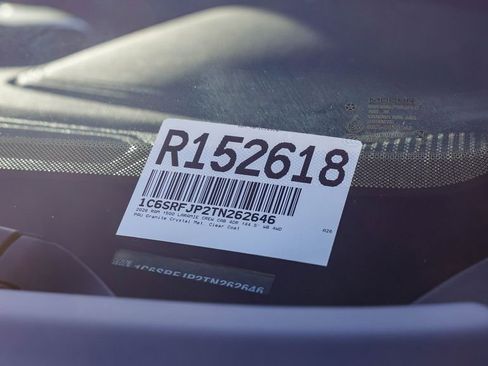 R152618
1C6SRFJP2TN262646
2026 RAM 1500 LARAMIE CREW CAB 4DR 144.5" WB 4WD
PAU Granite Crystal Met. Clear Coat
R26
1C6SRFJP2TN262646